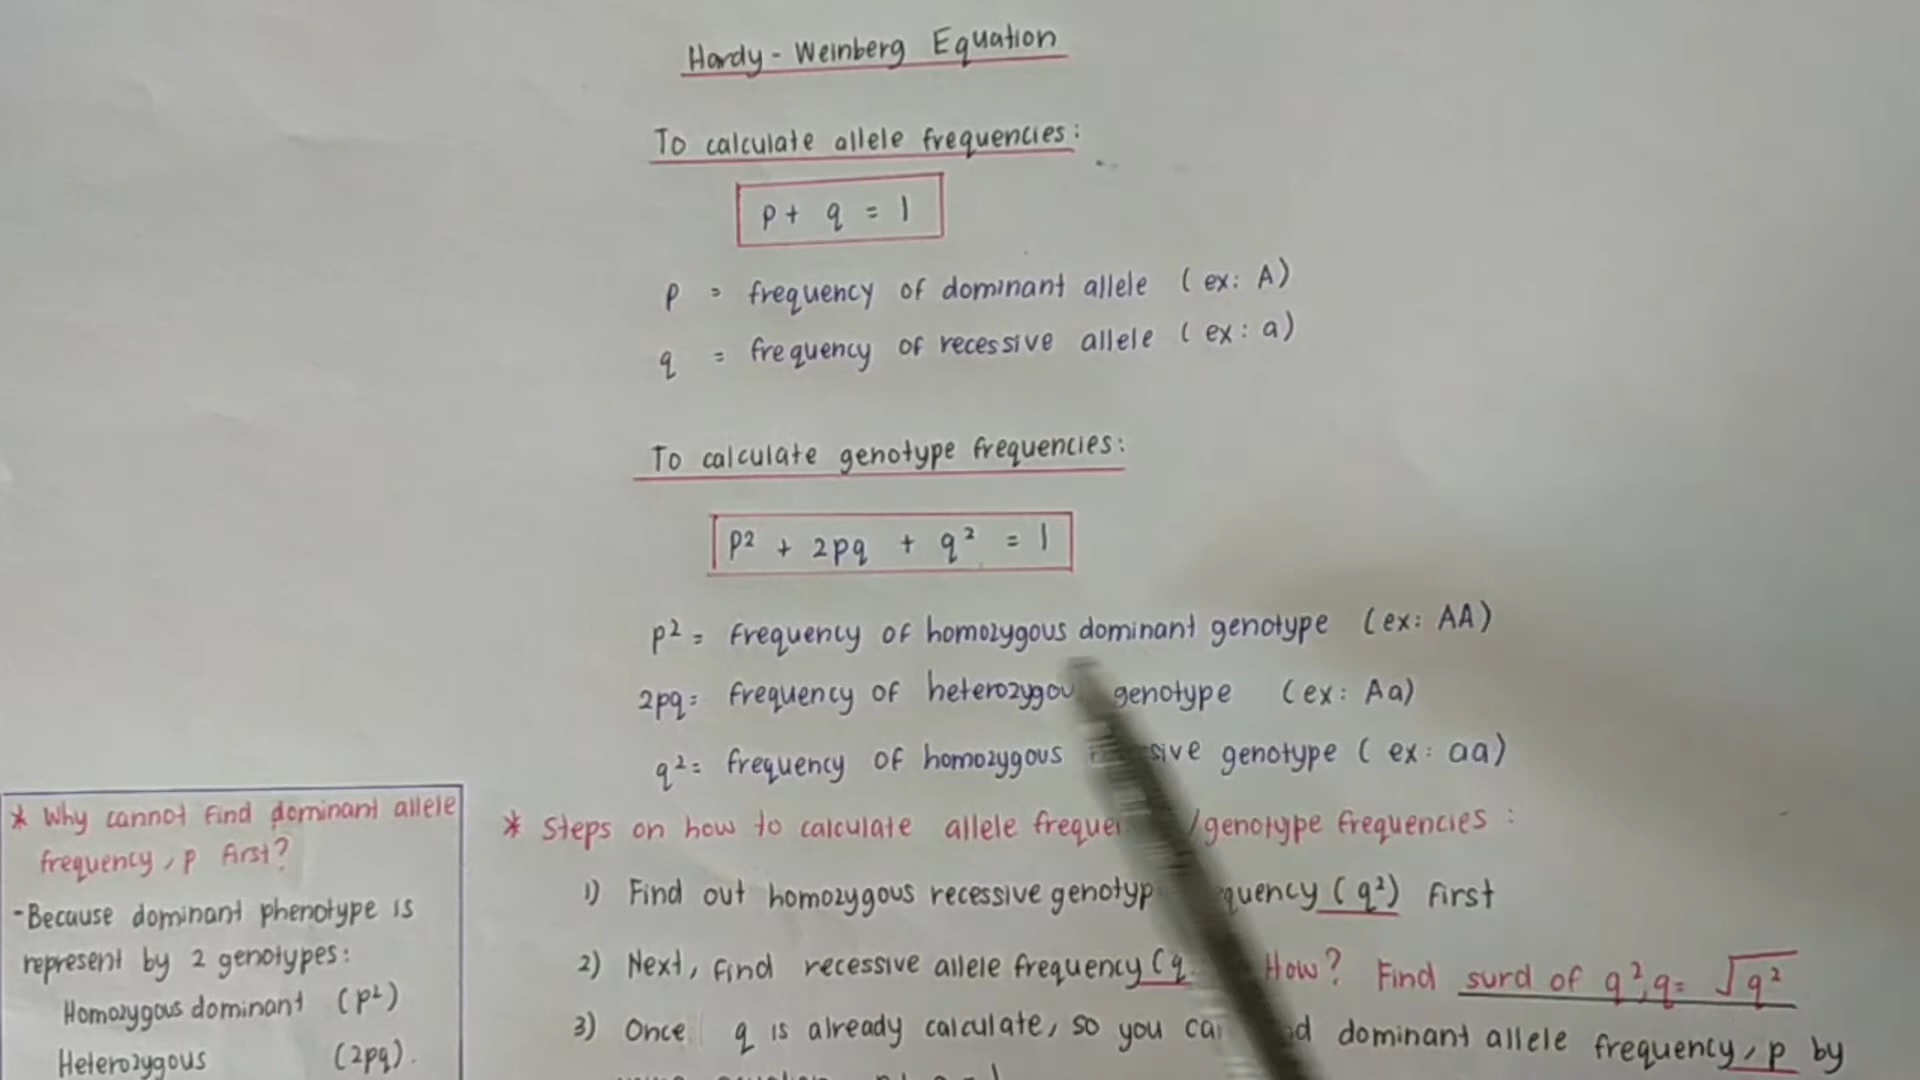 Hardy - Weinberg Equation
To calculate allele frequencies:
p + q = 1
p = frequency of dominant allele (ex: A)
q = frequency of recessive allele (ex: a)
To calculate genotype frequencies:
p² + 2pq + q² = 1
p² = frequency of homozygous dominant genotype (ex: AA)
2pq = frequency of heterozygou genotype (ex: Aa)
q² = frequency of homozygous sive genotype (ex: aa)
* Why cannot find dominant allele
frequency, p first?
- Because dominant phenotype is
represent by 2 genotypes:
Homozygous dominant (p²)
Heterozygous (2pq).
* Steps on how to calculate allele freque /genotype frequencies:
1) Find out homozygous recessive genotyp quency (q²) first
2) Next, find recessive allele frequency (q How? Find surd of q², q= √q²
3) Once q is already calculate, so you ca d dominant allele frequency, p by